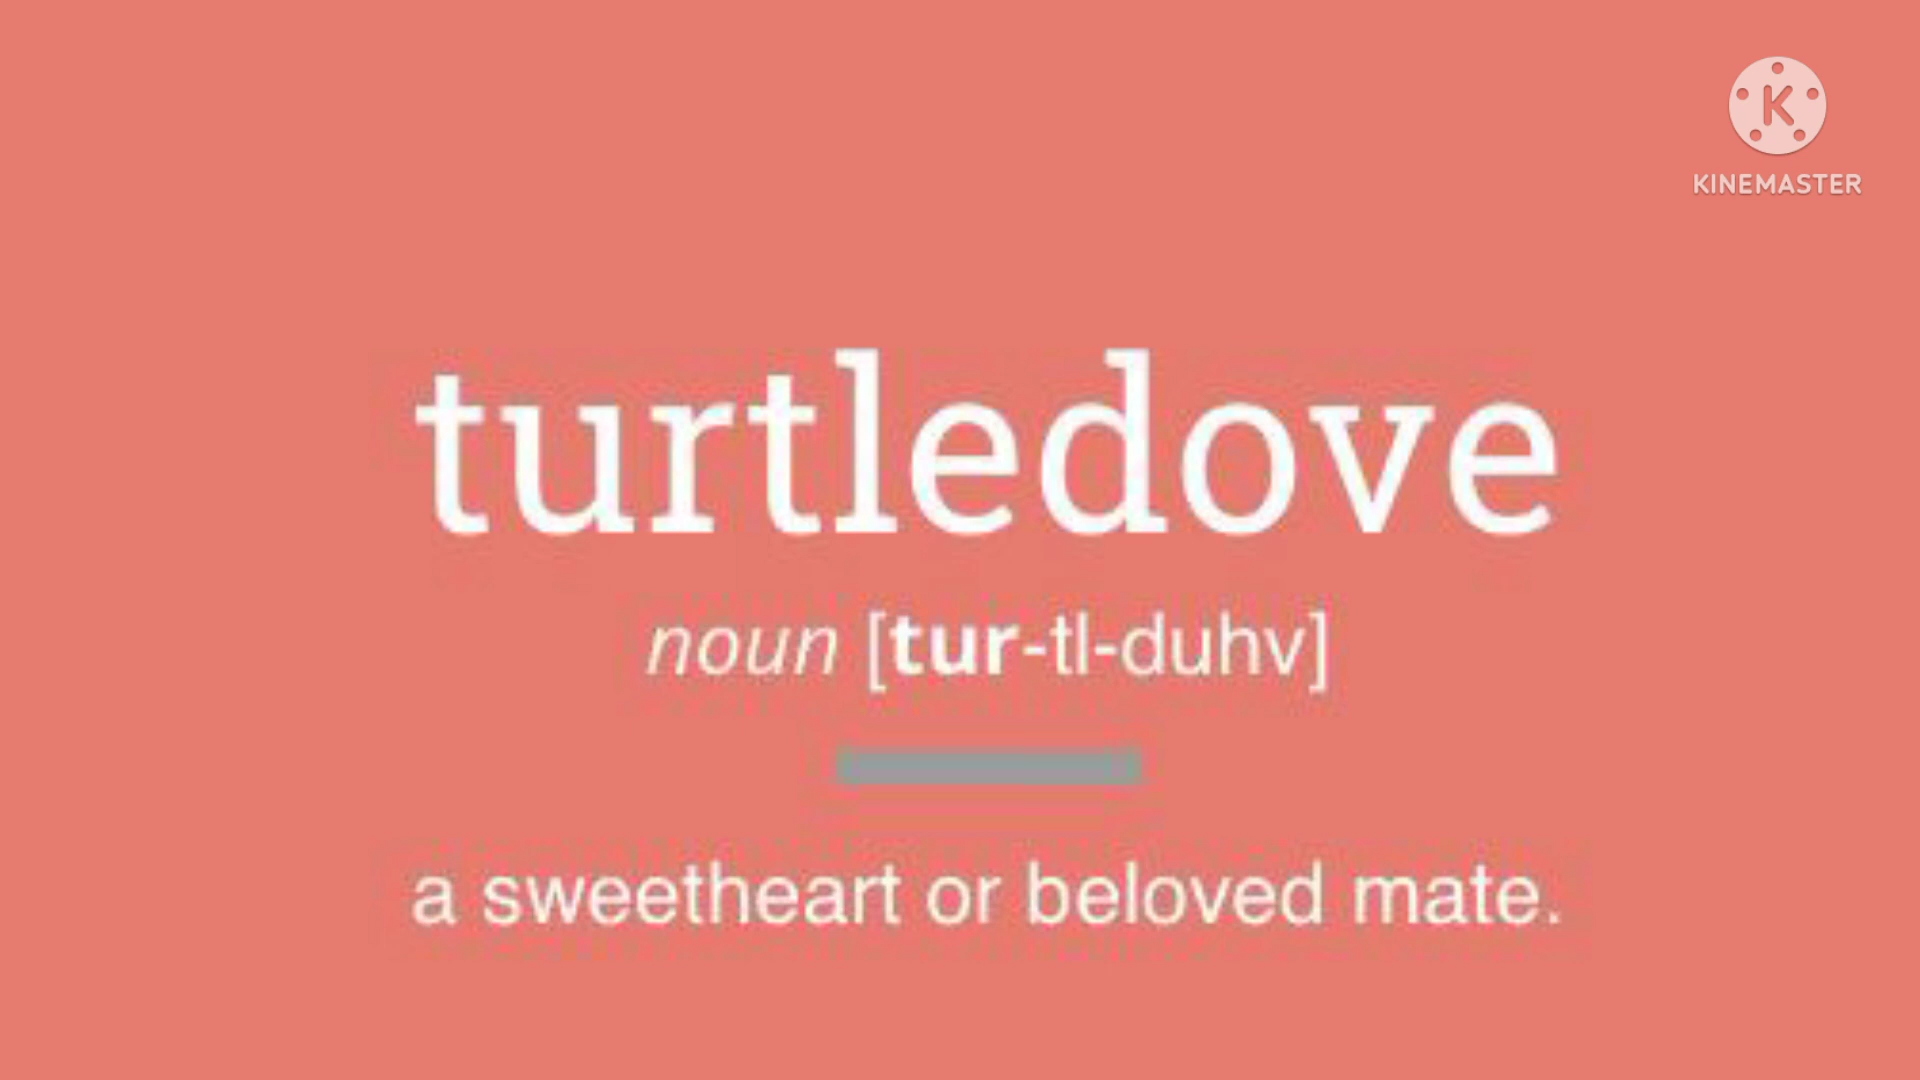 K
KINEMASTER
turtledove
noun [tur-tl-duhv]
a sweetheart or beloved mate.